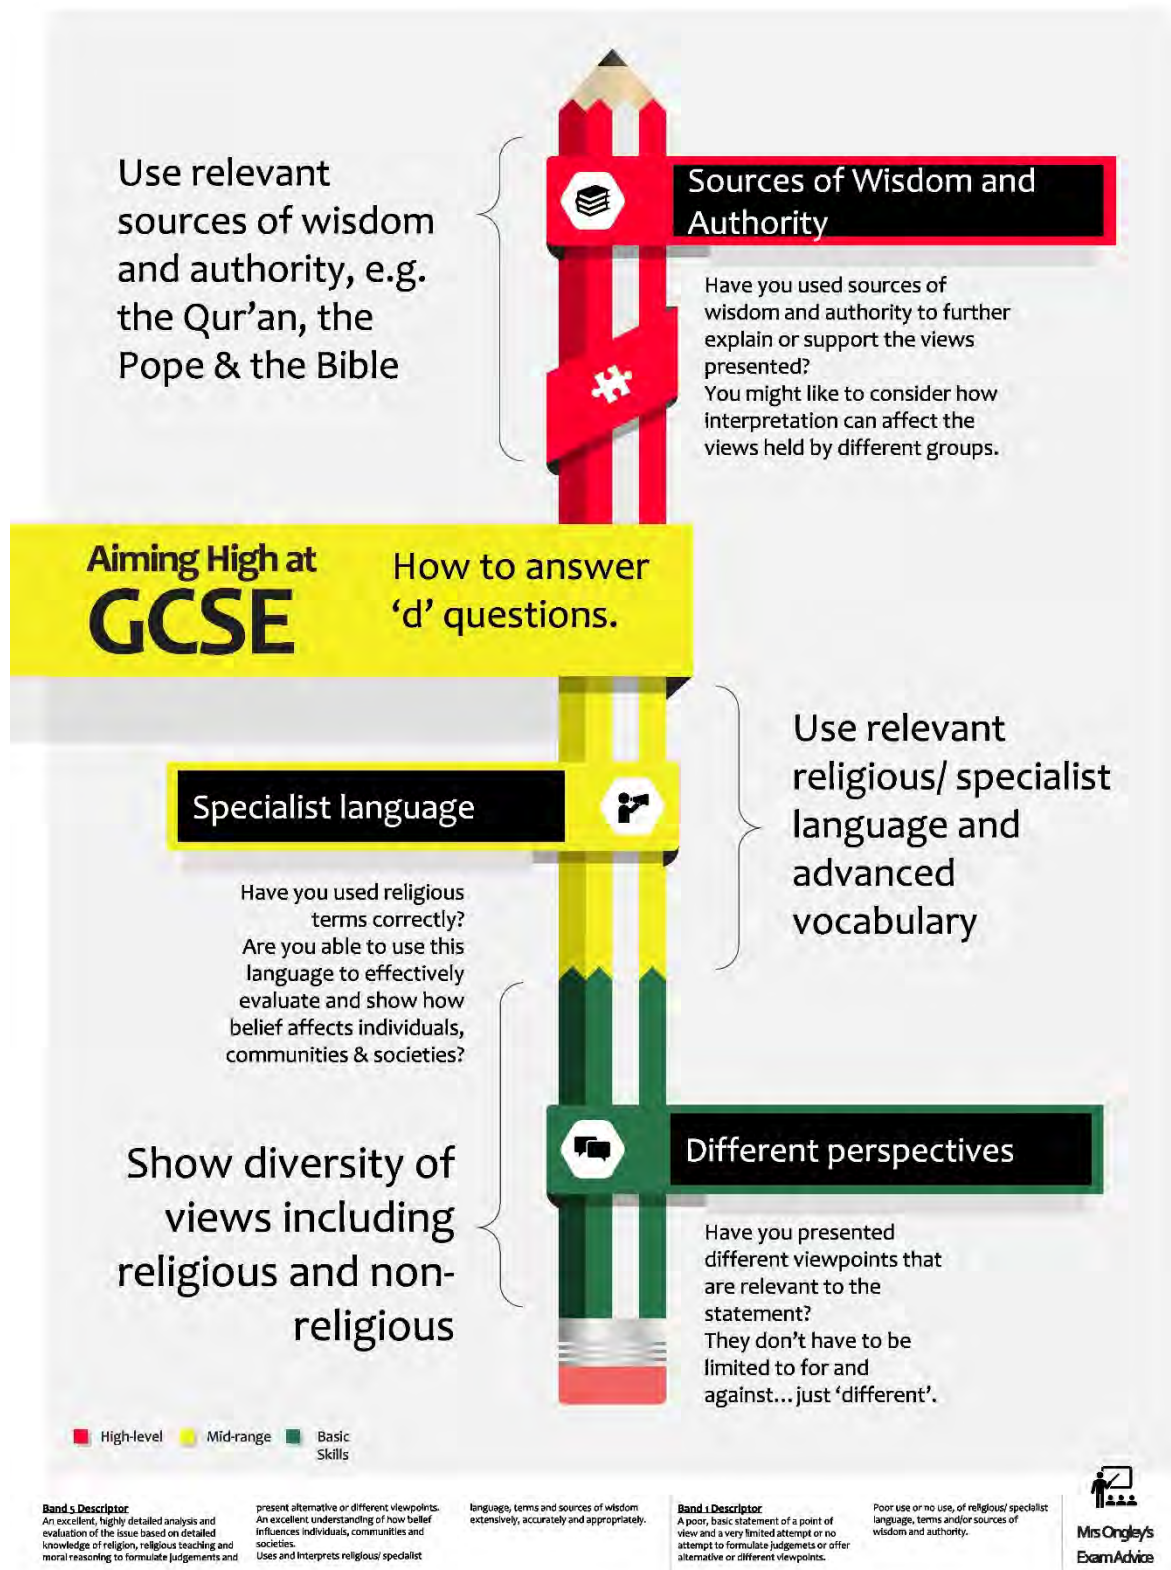 Use relevant
sources of wisdom
and authority, e.g.
the Qur'an, the
Pope & the Bible
Sources of Wisdom and
Authority
Have you used sources of
wisdom and authority to further
explain or support the views
presented?
You might like to consider how
interpretation can affect the
views held by different groups.
Aiming High at
GCSE
How to answer
'd' questions.
Use relevant
religious/ specialist
language and
advanced
vocabulary
Specialist language
Have you used religious
terms correctly?
Are you able to use this
language to effectively
evaluate and show how
belief affects individuals,
communities & societies?
Show diversity of
views including
religious and non-
religious
Different perspectives
Have you presented
different viewpoints that
are relevant to the
statement?
They don't have to be
limited to for and
against...just 'different'.
High-level
Mid-range
Basic
Skills
Band 5 Descriptor
An excellent, highly detailed analysis and
evaluation of the issue based on detailed
knowledge of religion, religious teaching and
moral reasoning to formulate judgements and
present alternative or different viewpoints.
An excellent understanding of how belief
influences individuals, communities and
societies.
Uses and interprets religious/ specialist
language, terms and sources of wisdom
extensively, accurately and appropriately.
Band 1 Descriptor
A poor, basic statement of a point of
view and a very limited attempt or no
attempt to formulate judgemets or offer
alternative or different viewpoints.
Poor use or no use, of religious/ specialist
language, terms and/or sources of
wisdom and authority.
Mrs Ongley's
Exam Advice